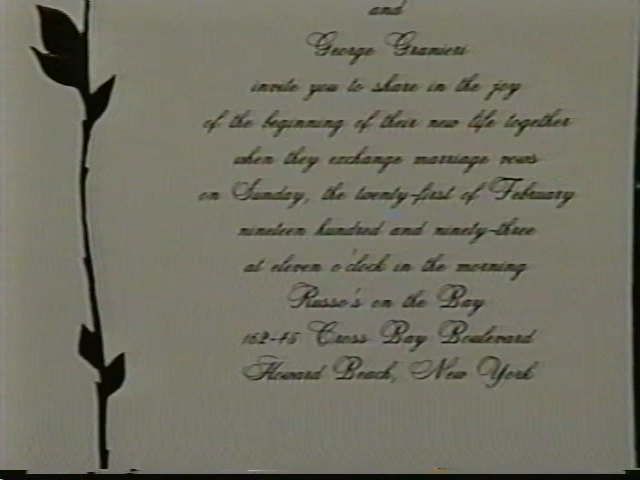 and
George Granieri
invite you to share in the joy
of the beginning of their new life together
when they exchange marriage vows
on Sunday, the twenty-first of February
nineteen hundred and ninety-three
at eleven o'clock in the morning
Russo's on the Bay
162-45 Cross Bay Boulevard
Howard Beach, New York